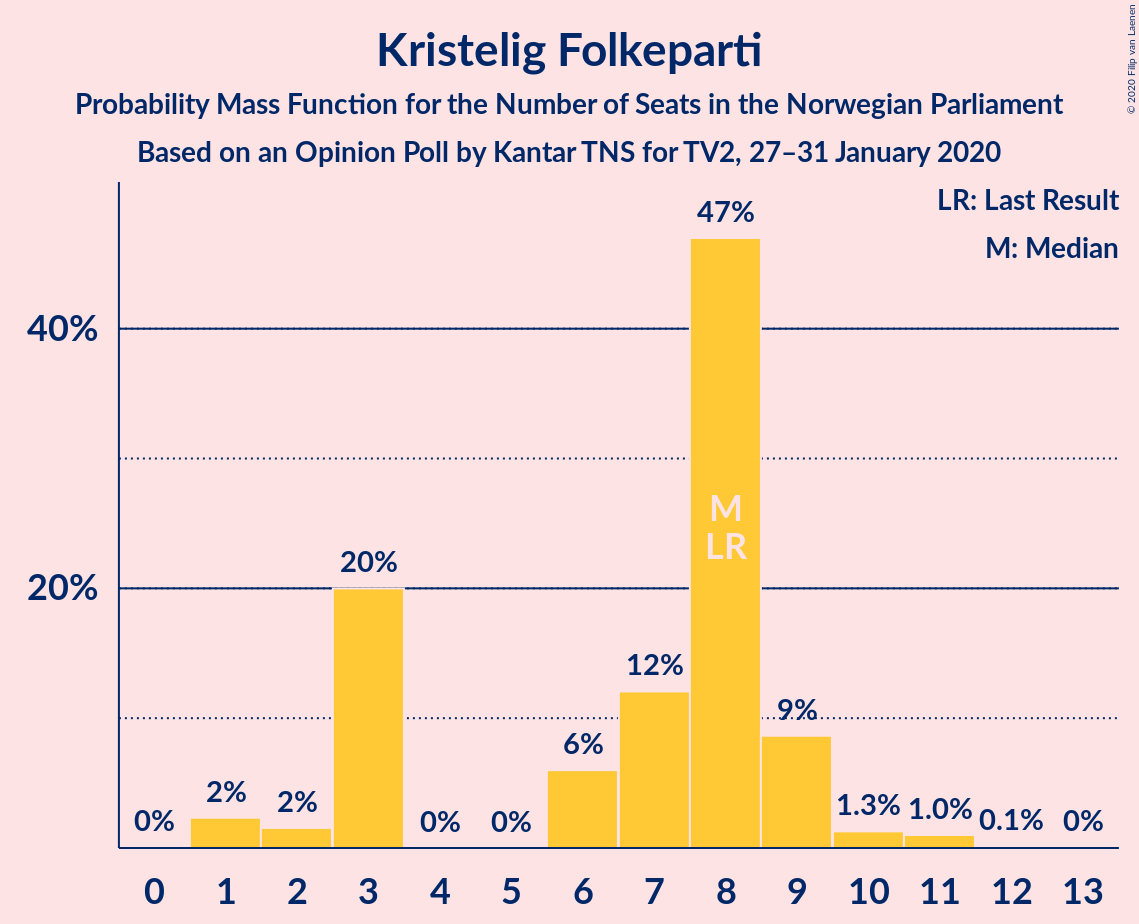 Kristelig Folkeparti
Probability Mass Function for the Number of Seats in the Norwegian Parliament
Based on an Opinion Poll by Kantar TNS for TV2, 27–31 January 2020
© 2020 Filip van Laenen
LR: Last Result
M: Median
40%
20%
0%
2%
2%
20%
0%
0%
6%
12%
47%
9%
1.3%
1.0%
0.1%
0%
M
LR
0 1 2 3 4 5 6 7 8 9 10 11 12 13